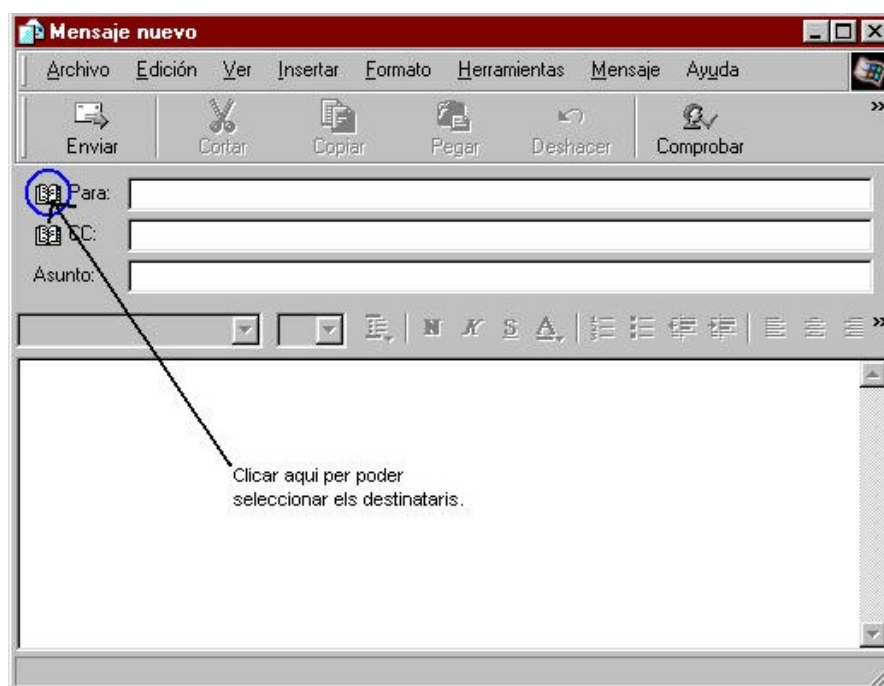 Mensaje nuevo
Archivo Edición Ver Insertar Formato Herramientas Mensaje Ayuda
Enviar Cortar Copiar Pegar Deshacer Comprobar »
Para:
CC:
Asunto:
N K S A »
Clicar aqui per poder
seleccionar els destinataris.